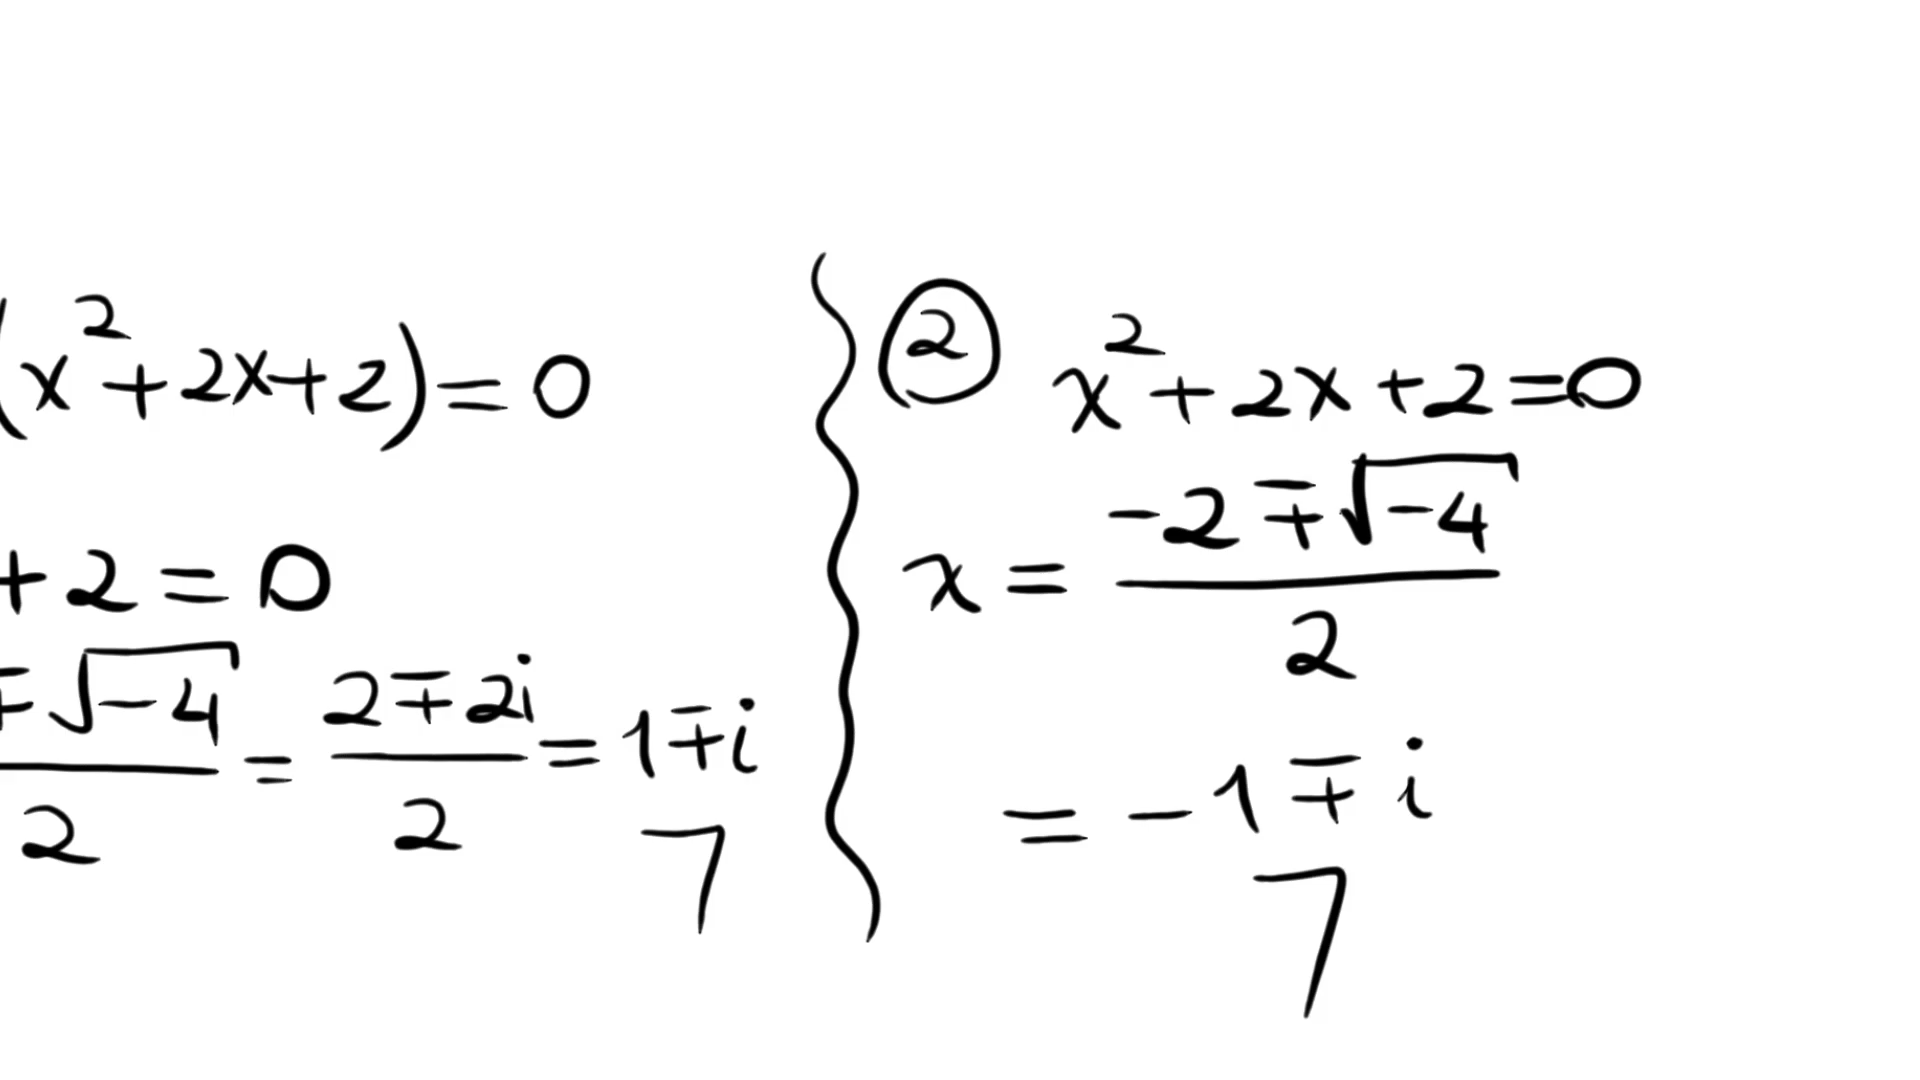 (x²+2x+2)=0
+2=0
∓√-4/2 = 2∓2i/2 = 1∓i
② x²+2x+2=0
x = -2∓√-4/2
= -1∓i